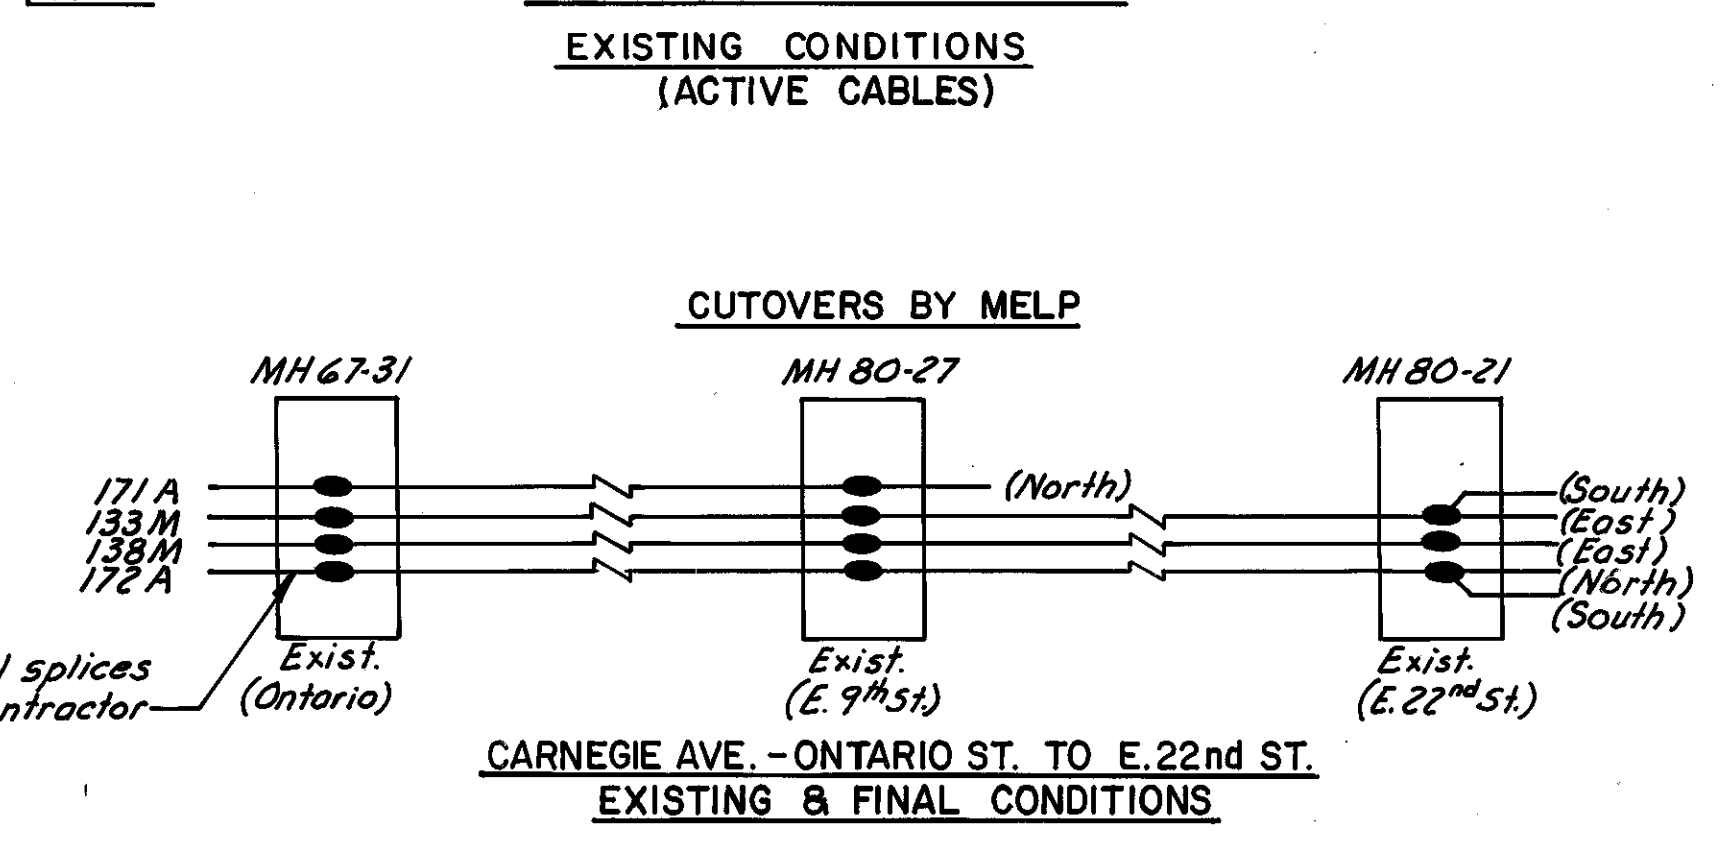 EXISTING CONDITIONS
(ACTIVE CABLES)
CUTOVERS BY MELP
MH 67-31
MH 80-27
MH 80-21
171 A
133 M
138 M
172 A
(North)
(South)
(East)
(East)
(North)
(South)
splices
Exist.
(Ontario)
Exist.
(E. 9th St.)
Exist.
(E. 22nd St.)
CARNEGIE AVE. - ONTARIO ST. TO E. 22nd ST.
EXISTING & FINAL CONDITIONS